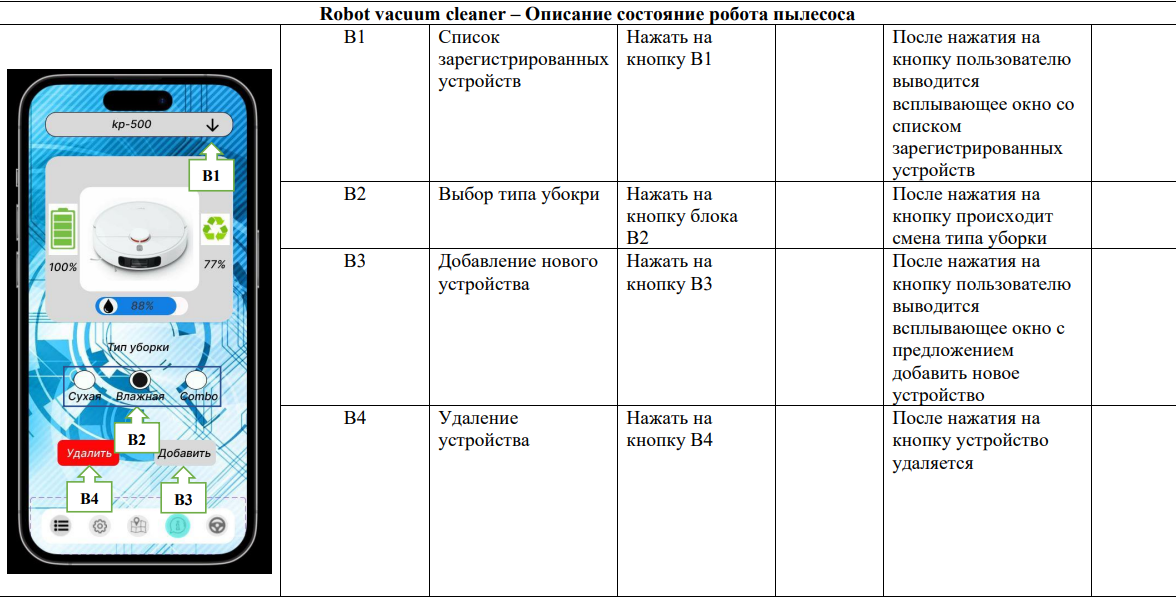 Robot vacuum cleaner – Описание состояние робота пылесоса
kp-500
B1
100%
77%
88%
Тип уборки
Сухая Влажная Combo
B2
Удалить Добавить
B4 B3
B1
Список
зарегистрированных
устройств
Нажать на
кнопку B1
После нажатия на
кнопку пользователю
выводится
всплывающее окно со
списком
зарегистрированных
устройств
B2
Выбор типа убокри
Нажать на
кнопку блока
B2
После нажатия на
кнопку происходит
смена типа уборки
B3
Добавление нового
устройства
Нажать на
кнопку B3
После нажатия на
кнопку пользователю
выводится
всплывающее окно с
предложением
добавить новое
устройство
B4
Удаление
устройства
Нажать на
кнопку B4
После нажатия на
кнопку устройство
удаляется